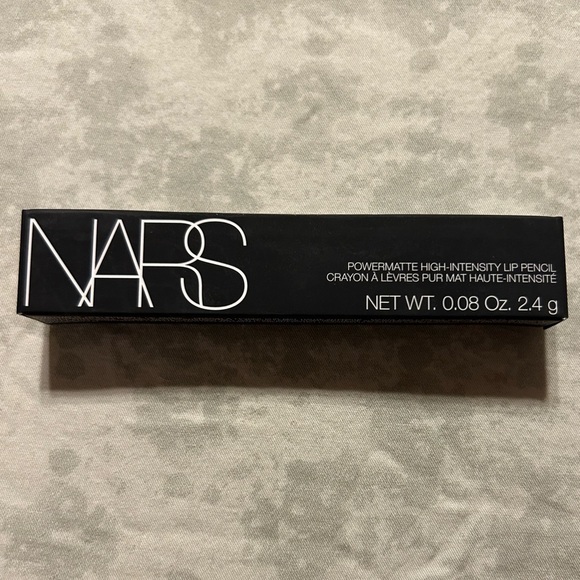 NARS
POWERMATTE HIGH-INTENSITY LIP PENCIL
CRAYON À LÈVRES PUR MAT HAUTE-INTENSITÉ
NET WT. 0.08 Oz. 2.4 g